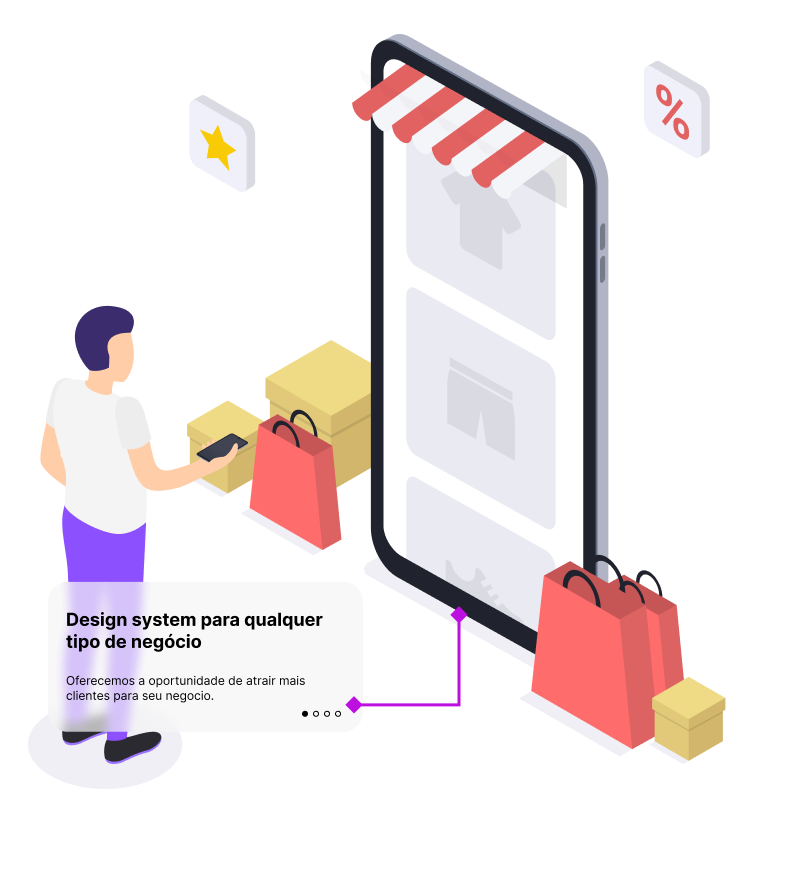 %
Design system para qualquer
tipo de negócio
Oferecemos a oportunidade de atrair mais
clientes para seu negocio.